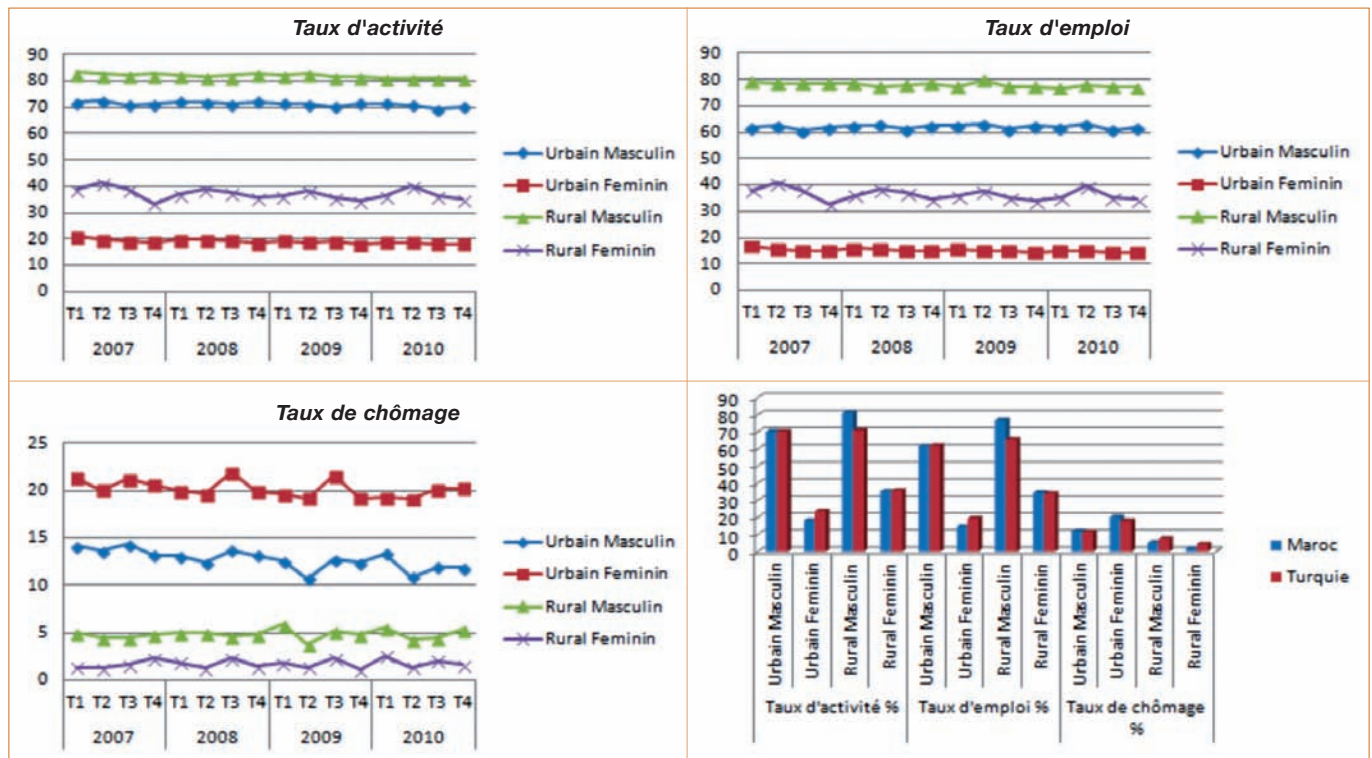 Taux d'activité
90
80
70
60
50
40
30
20
10
0
T1 T2 T3 T4 T1 T2 T3 T4 T1 T2 T3 T4 T1 T2 T3 T4
2007 2008 2009 2010
Urbain Masculin
Urbain Feminin
Rural Masculin
Rural Feminin
Taux d'emploi
90
80
70
60
50
40
30
20
10
0
T1 T2 T3 T4 T1 T2 T3 T4 T1 T2 T3 T4 T1 T2 T3 T4
2007 2008 2009 2010
Urbain Masculin
Urbain Feminin
Rural Masculin
Rural Feminin
Taux de chômage
25
20
15
10
5
0
T1 T2 T3 T4 T1 T2 T3 T4 T1 T2 T3 T4 T1 T2 T3 T4
2007 2008 2009 2010
Urbain Masculin
Urbain Feminin
Rural Masculin
Rural Feminin
90
80
70
60
50
40
30
20
10
0
Urban Masculin
Urbain Feminin
Rural Masculin
Rural Feminin
Urban Masculin
Urbain Feminin
Rural Masculin
Rural Feminin
Urban Masculin
Urbain Feminin
Rural Masculin
Rural Feminin
Taux d'activité % Taux d'emploi % Taux de chômage
%
Maroc
Turquie